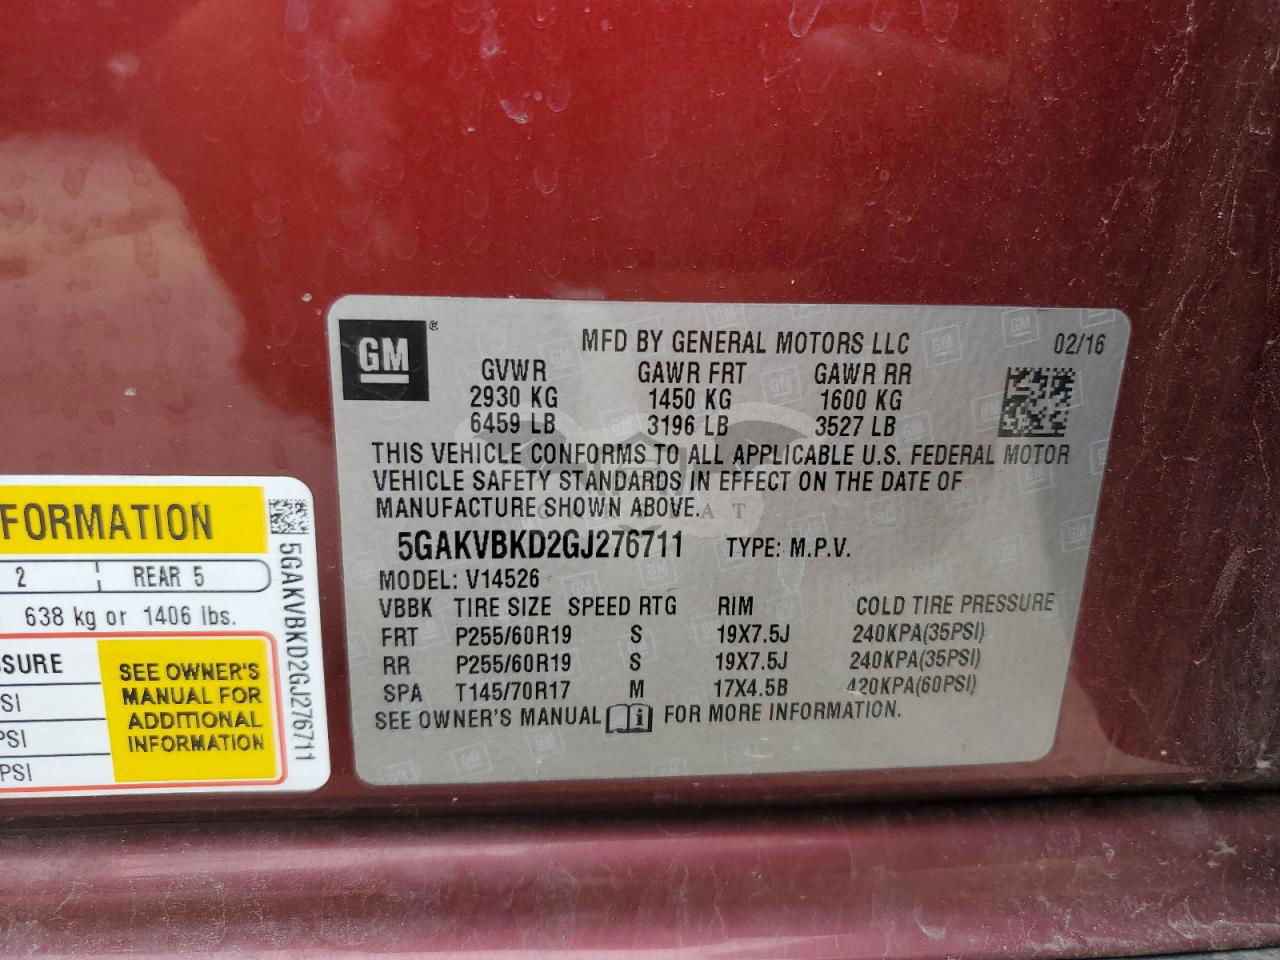 GM ®
MFD BY GENERAL MOTORS LLC 02/16
GVWR GAWR FRT GAWR RR
2930 KG 1450 KG 1600 KG
6459 LB 3196 LB 3527 LB
THIS VEHICLE CONFORMS TO ALL APPLICABLE U.S. FEDERAL MOTOR
VEHICLE SAFETY STANDARDS IN EFFECT ON THE DATE OF
MANUFACTURE SHOWN ABOVE.
5GAKVBKD2GJ276711 TYPE: M.P.V.
MODEL: V14526
VBBK TIRE SIZE SPEED RTG RIM COLD TIRE PRESSURE
FRT P255/60R19 S 19X7.5J 240KPA(35PSI)
RR P255/60R19 S 19X7.5J 240KPA(35PSI)
SPA T145/70R17 M 17X4.5B 420KPA(60PSI)
SEE OWNER'S MANUAL FOR MORE INFORMATION.
FORMATION
2 REAR 5
638 kg or 1406 lbs.
SSURE
SI
PSI
PSI
SEE OWNER'S
MANUAL FOR
ADDITIONAL
INFORMATION
5GAKVBKD2GJ276711